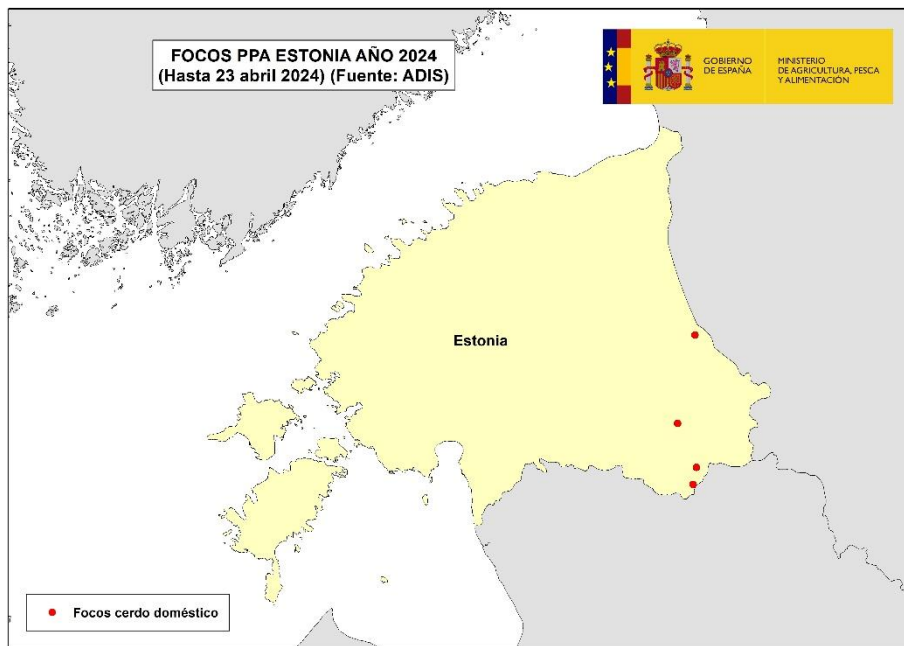 FOCOS PPA ESTONIA AÑO 2024
(Hasta 23 abril 2024) (Fuente: ADIS)
GOBIERNO
DE ESPAÑA
MINISTERIO
DE AGRICULTURA, PESCA
Y ALIMENTACIÓN
Estonia
Focos cerdo doméstico